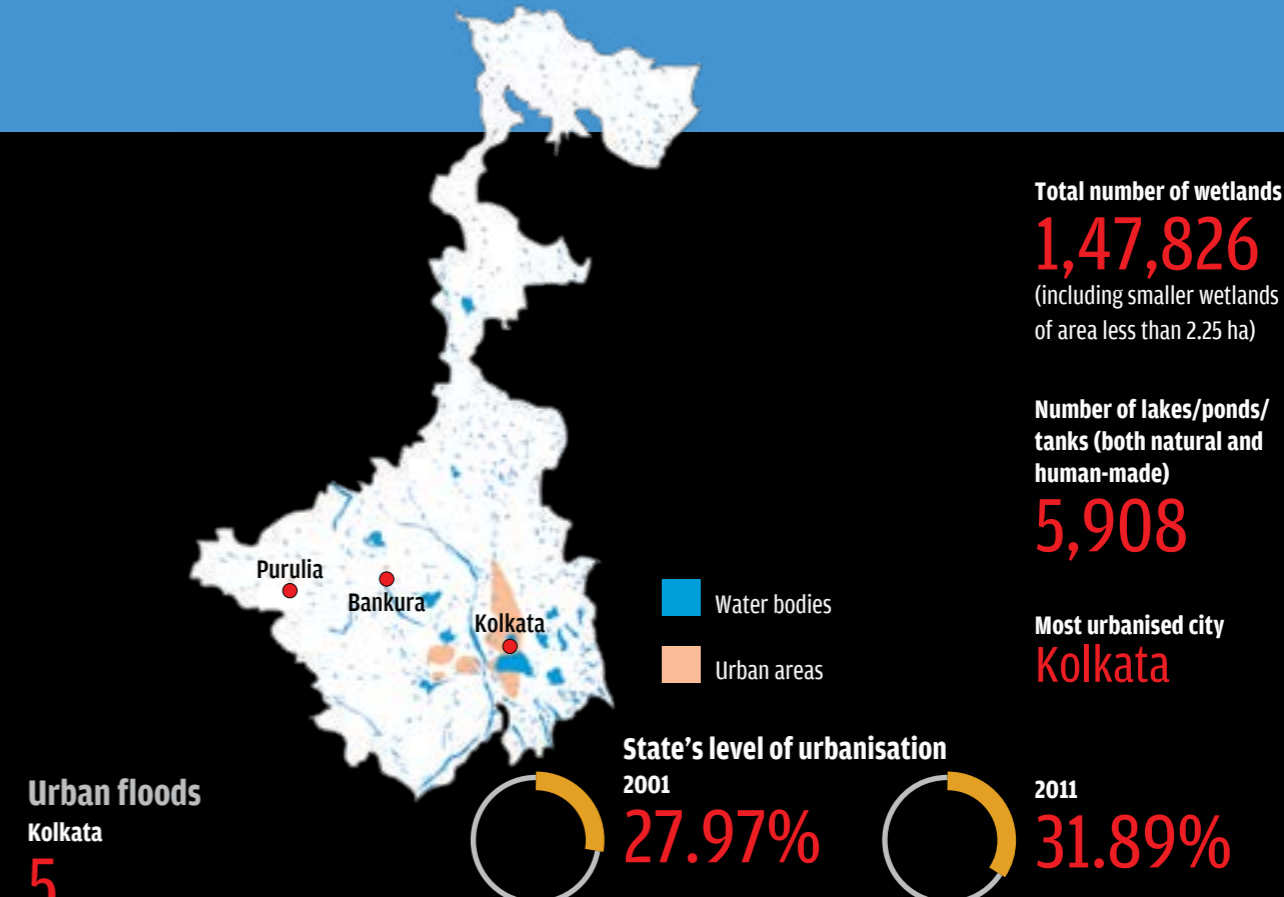 Total number of wetlands
1,47,826
(including smaller wetlands
of area less than 2.25 ha)
Number of lakes/ponds/
tanks (both natural and
human-made)
5,908
Most urbanised city
Kolkata
Purulia
Bankura
Kolkata
Water bodies
Urban areas
State’s level of urbanisation
2001
27.97%
2011
31.89%
Urban floods
Kolkata
5